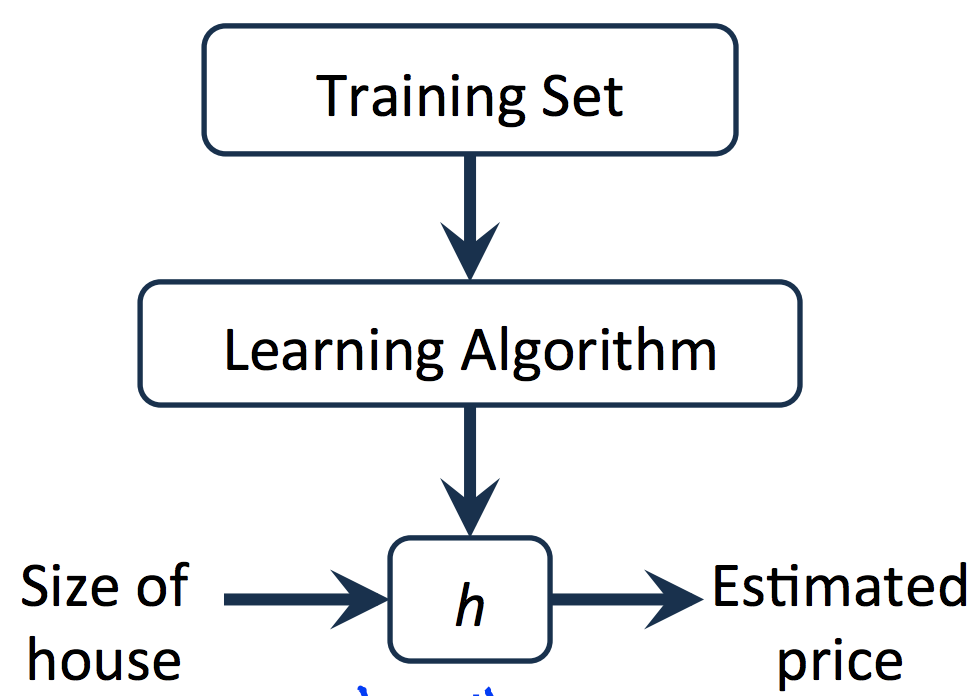 Training Set
Learning Algorithm
Size of
house
h
Estimated
price